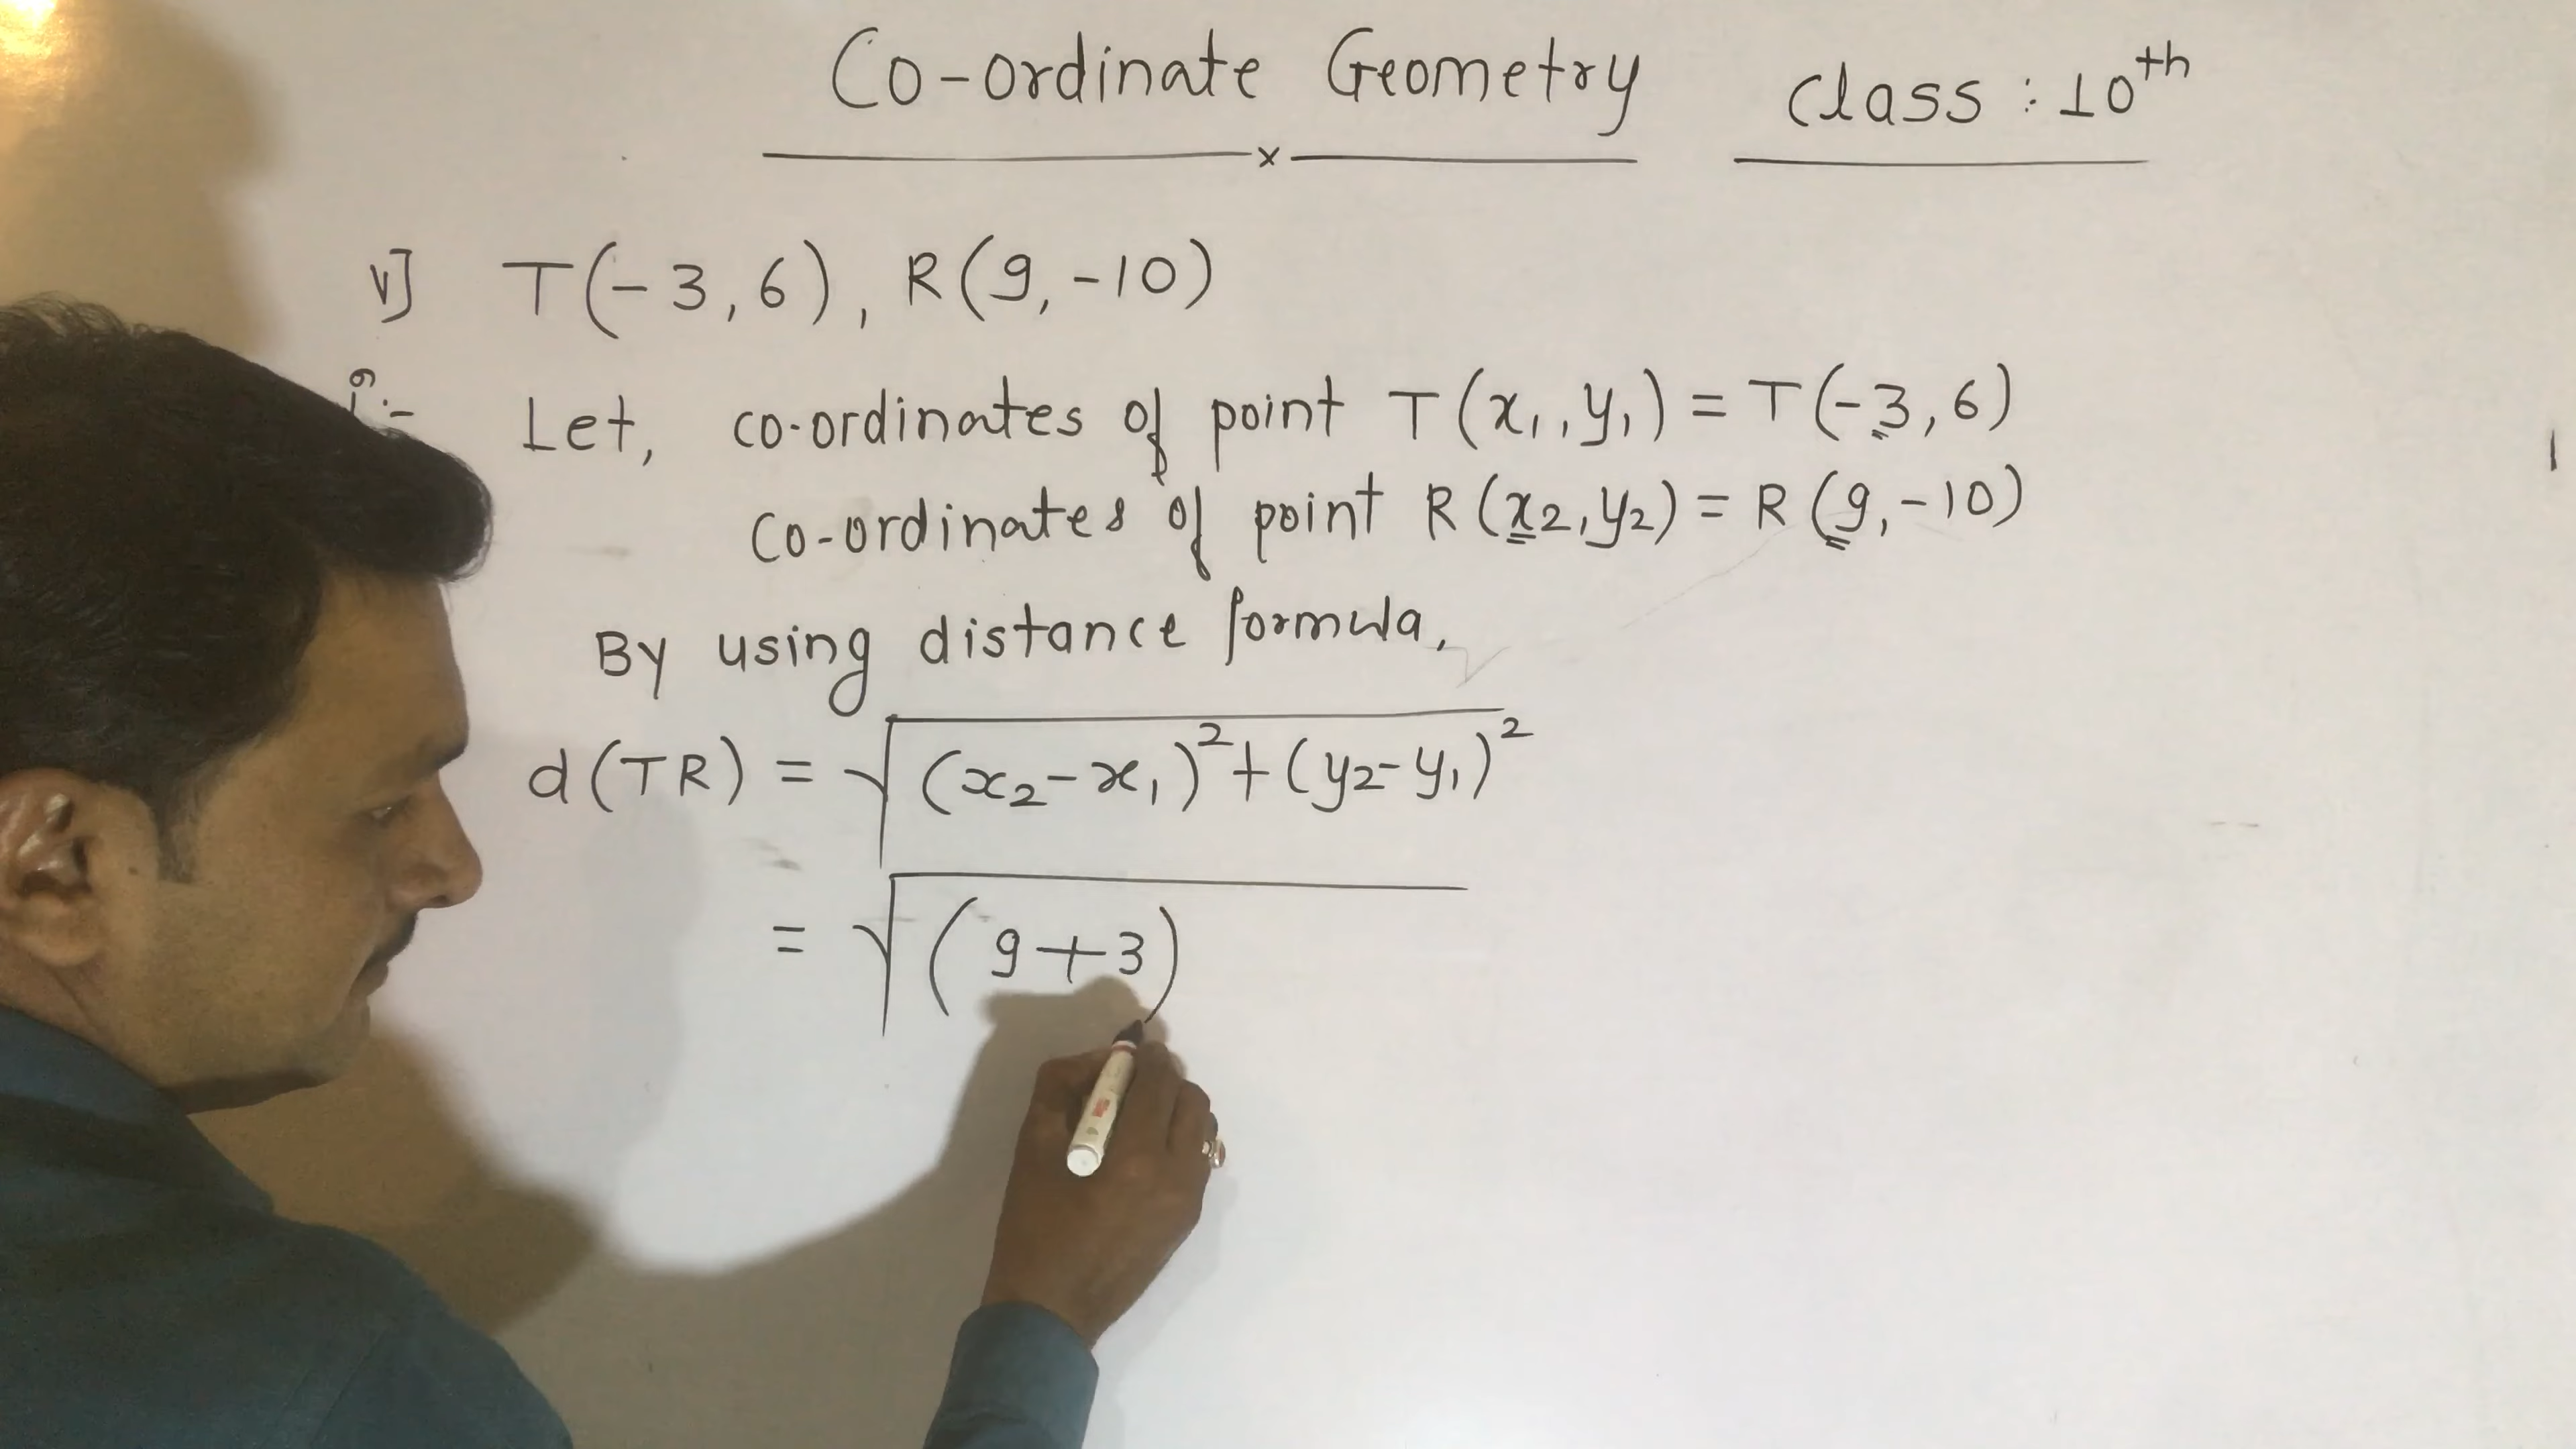 Co-ordinate Geometry class : 10th
x
v] T(-3,6), R(9,-10)
Let, co-ordinates of point T(x₁,y₁) = T(-3,6)
co-ordinates of point R(x₂,y₂) = R(9,-10)
By using distance formula,
d(TR) = √(x₂-x₁)²+(y₂-y₁)²
= √(9+3)